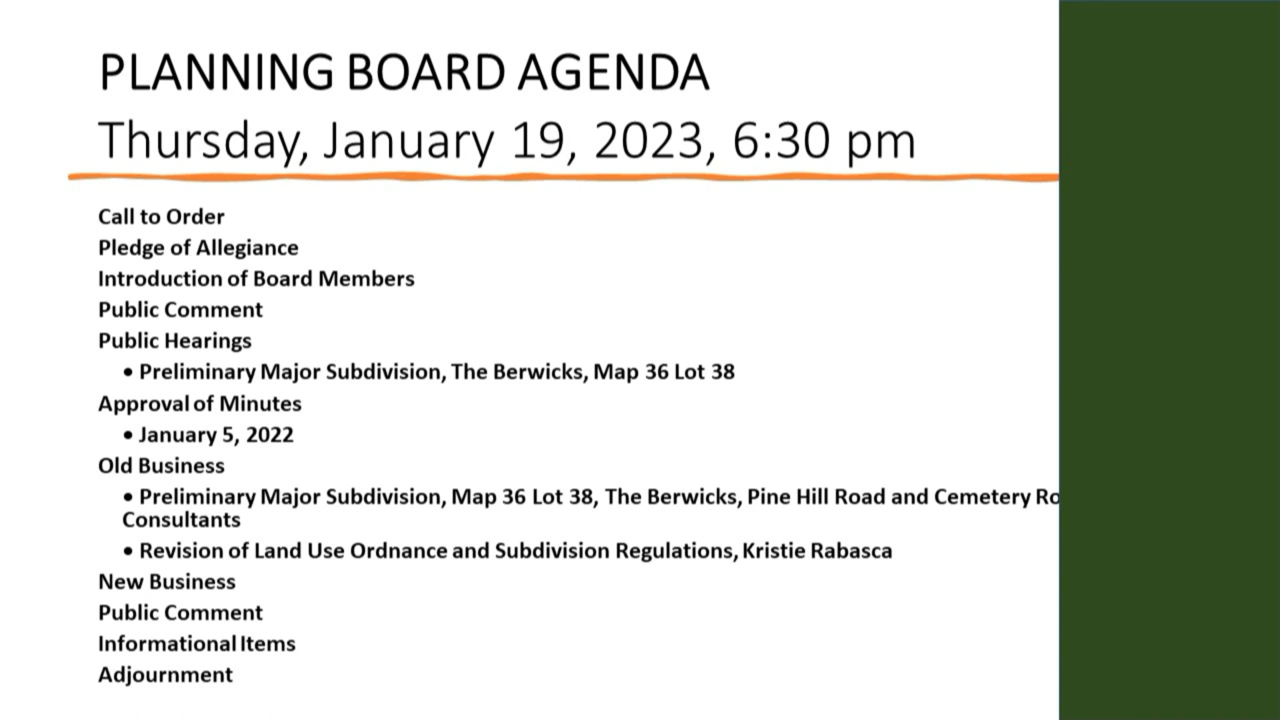 PLANNING BOARD AGENDA
Thursday, January 19, 2023, 6:30 pm
Call to Order
Pledge of Allegiance
Introduction of Board Members
Public Comment
Public Hearings
• Preliminary Major Subdivision, The Berwicks, Map 36 Lot 38
Approval of Minutes
• January 5, 2022
Old Business
• Preliminary Major Subdivision, Map 36 Lot 38, The Berwicks, Pine Hill Road and Cemetery
Consultants
• Revision of Land Use Ordnance and Subdivision Regulations, Kristie Rabasca
New Business
Public Comment
Informational Items
Adjournment